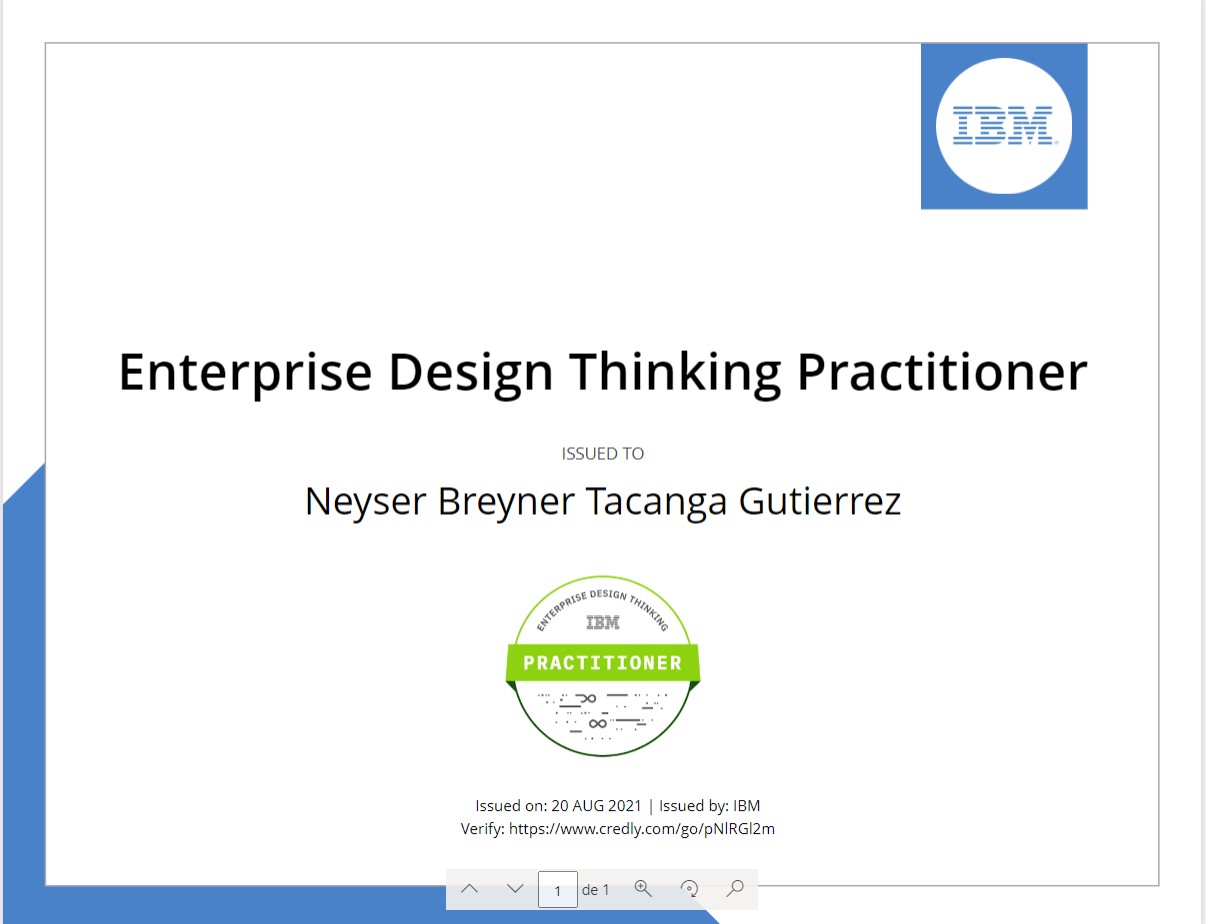 IBM
Enterprise Design Thinking Practitioner
ISSUED TO
Neyser Breyner Tacanga Gutierrez
ENTERPRISE DESIGN THINKING
IBM
PRACTITIONER
Issued on: 20 AUG 2021 | Issued by: IBM
Verify: https://www.credly.com/go/pNlRGl2m
1 de 1